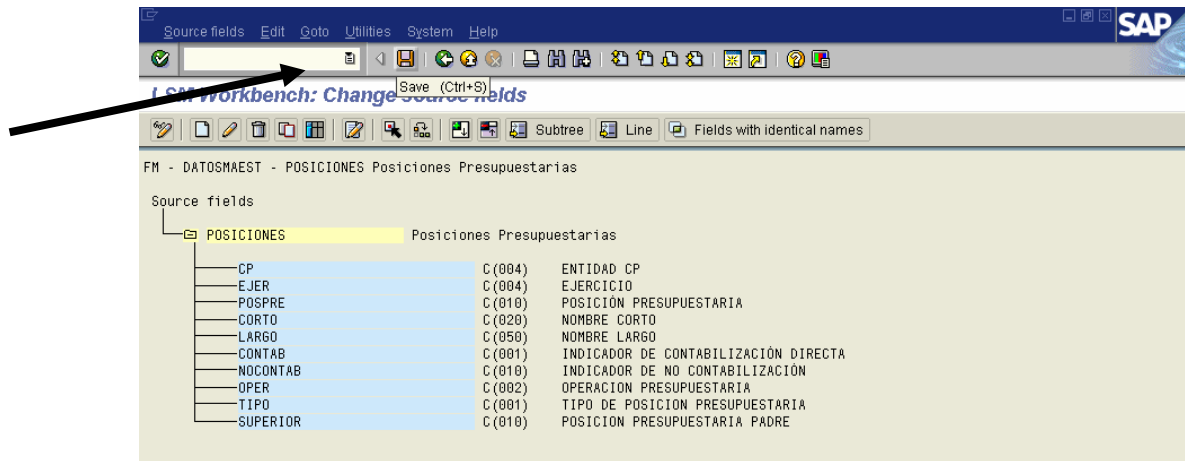 Source fields Edit Goto Utilities System Help
SAP
Save (Ctrl+S)
LSM Workbench: Change source fields
Subtree Line Fields with identical names
FM - DATOSMAEST - POSICIONES Posiciones Presupuestarias
Source fields
POSICIONES Posiciones Presupuestarias
CP C(004) ENTIDAD CP
EJER C(004) EJERCICIO
POSPRE C(010) POSICIÓN PRESUPUESTARIA
CORTO C(020) NOMBRE CORTO
LARGO C(050) NOMBRE LARGO
CONTAB C(001) INDICADOR DE CONTABILIZACIÓN DIRECTA
NOCONTAB C(010) INDICADOR DE NO CONTABILIZACIÓN
OPER C(002) OPERACION PRESUPUESTARIA
TIPO C(001) TIPO DE POSICION PRESUPUESTARIA
SUPERIOR C(010) POSICION PRESUPUESTARIA PADRE